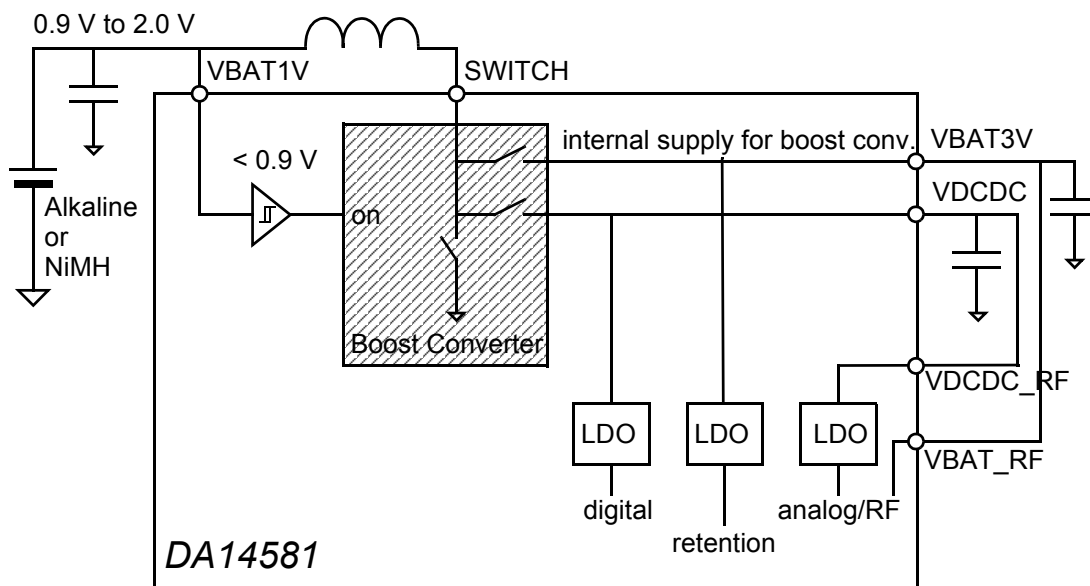 0.9 V to 2.0 V
VBAT1V
SWITCH
internal supply for boost conv.
VBAT3V
< 0.9 V
VDCDC
Alkaline
or
NiMH
on
Boost Converter
VDCDC_RF
LDO
LDO
LDO
VBAT_RF
digital
analog/RF
retention
DA14581